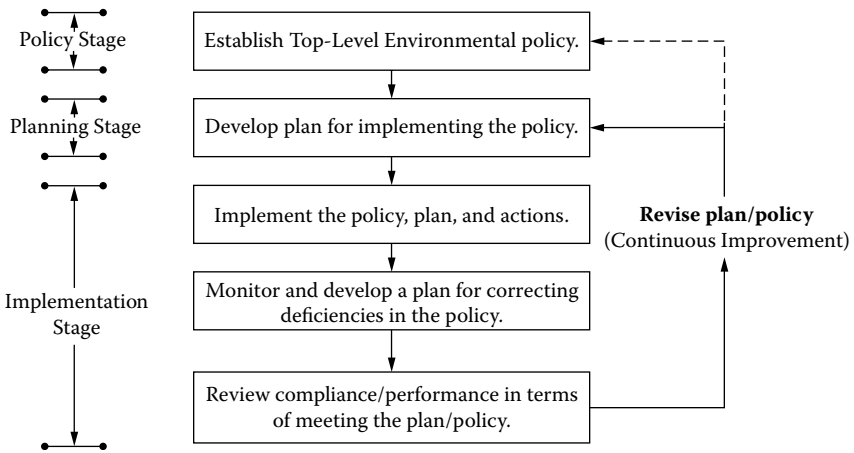 Policy Stage
Establish Top-Level Environmental policy.
Planning Stage
Develop plan for implementing the policy.
Implement the policy, plan, and actions.
Revise plan/policy
(Continuous Improvement)
Implementation
Stage
Monitor and develop a plan for correcting
deficiencies in the policy.
Review compliance/performance in terms
of meeting the plan/policy.